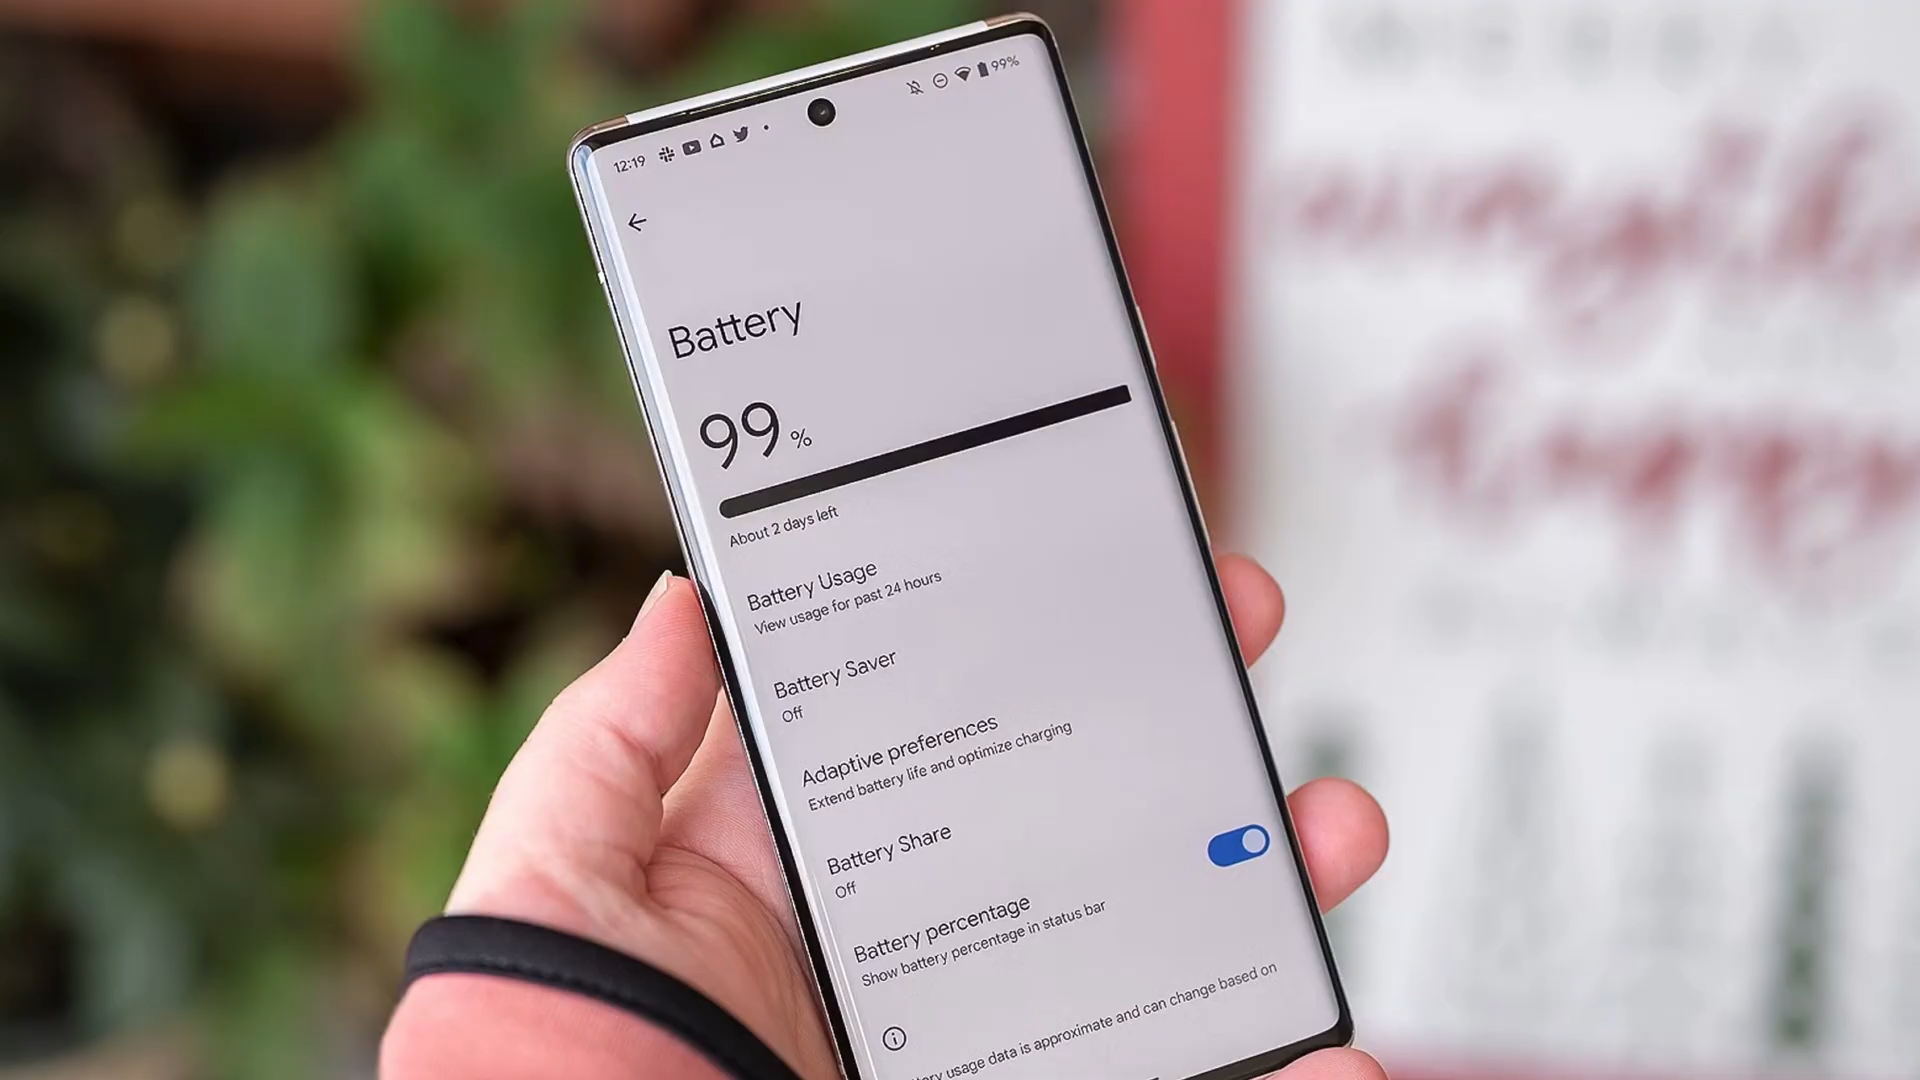 12:19
99%
Battery
99 %
About 2 days left
Battery Usage
View usage for past 24 hours
Battery Saver
Off
Adaptive preferences
Extend battery life and optimize charging
Battery Share
Off
Battery percentage
Show battery percentage in status bar
usage data is approximate and can change based on